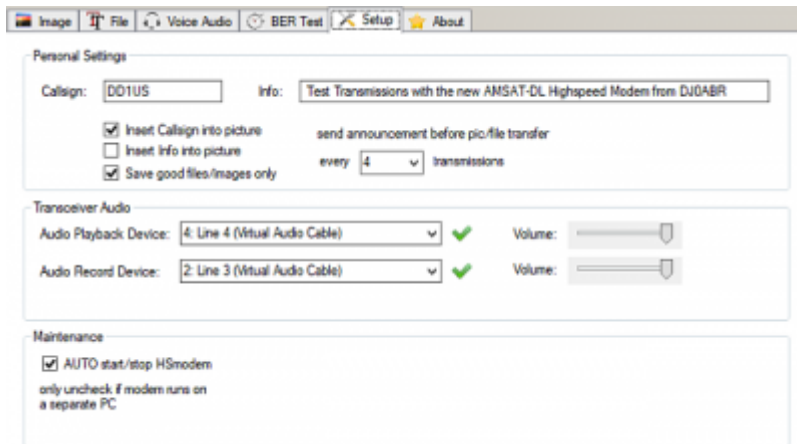 Image File Voice Audio BER Test Setup About
Personal Settings
Callsign: DD1US Info: Test Transmissions with the new AMSAT-DL Highspeed Modem from DJ0ABR
Insert Callsign into picture
Insert Info into picture
Save good files/images only
send announcement before pic/file transfer
every 4 transmissions
Transceiver Audio
Audio Playback Device: 4: Line 4 (Virtual Audio Cable) Volume:
Audio Record Device: 2: Line 3 (Virtual Audio Cable) Volume:
Maintenance
AUTO start/stop HSmodem
only uncheck if modem runs on
a separate PC